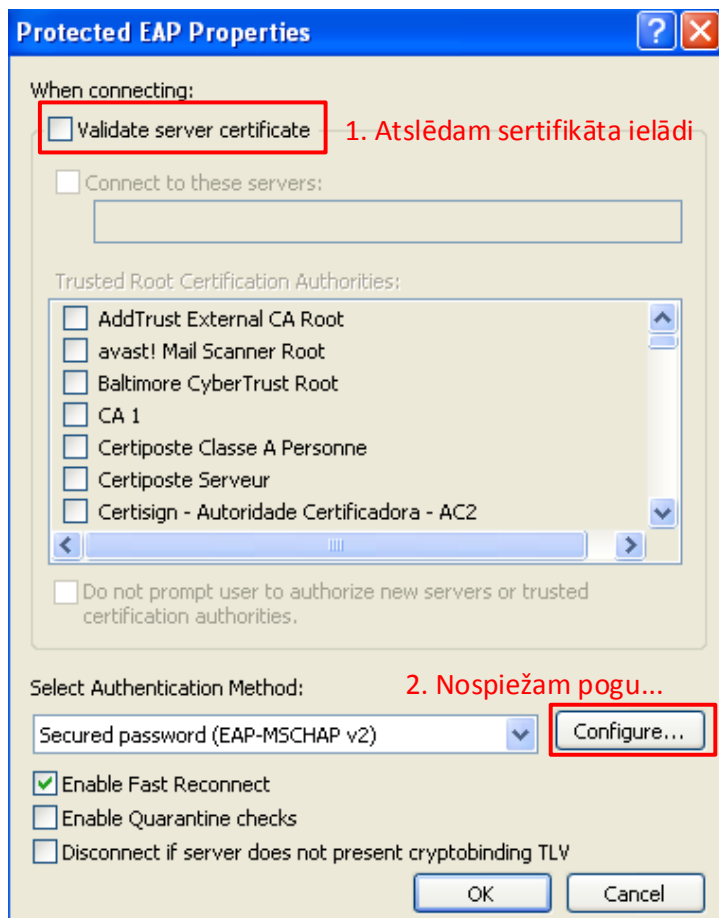 Protected EAP Properties
When connecting:
Validate server certificate
1. Atslēdam sertifikāta ielādi
Connect to these servers:
Trusted Root Certification Authorities:
AddTrust External CA Root
avast! Mail Scanner Root
Baltimore CyberTrust Root
CA 1
Certiposte Classe A Personne
Certiposte Serveur
Certisign - Autoridade Certificadora - AC2
Do not prompt user to authorize new servers or trusted
certification authorities.
2. Nospiežam pogu...
Select Authentication Method:
Secured password (EAP-MSCHAP v2)
Configure...
Enable Fast Reconnect
Enable Quarantine checks
Disconnect if server does not present cryptobinding TLV
OK
Cancel